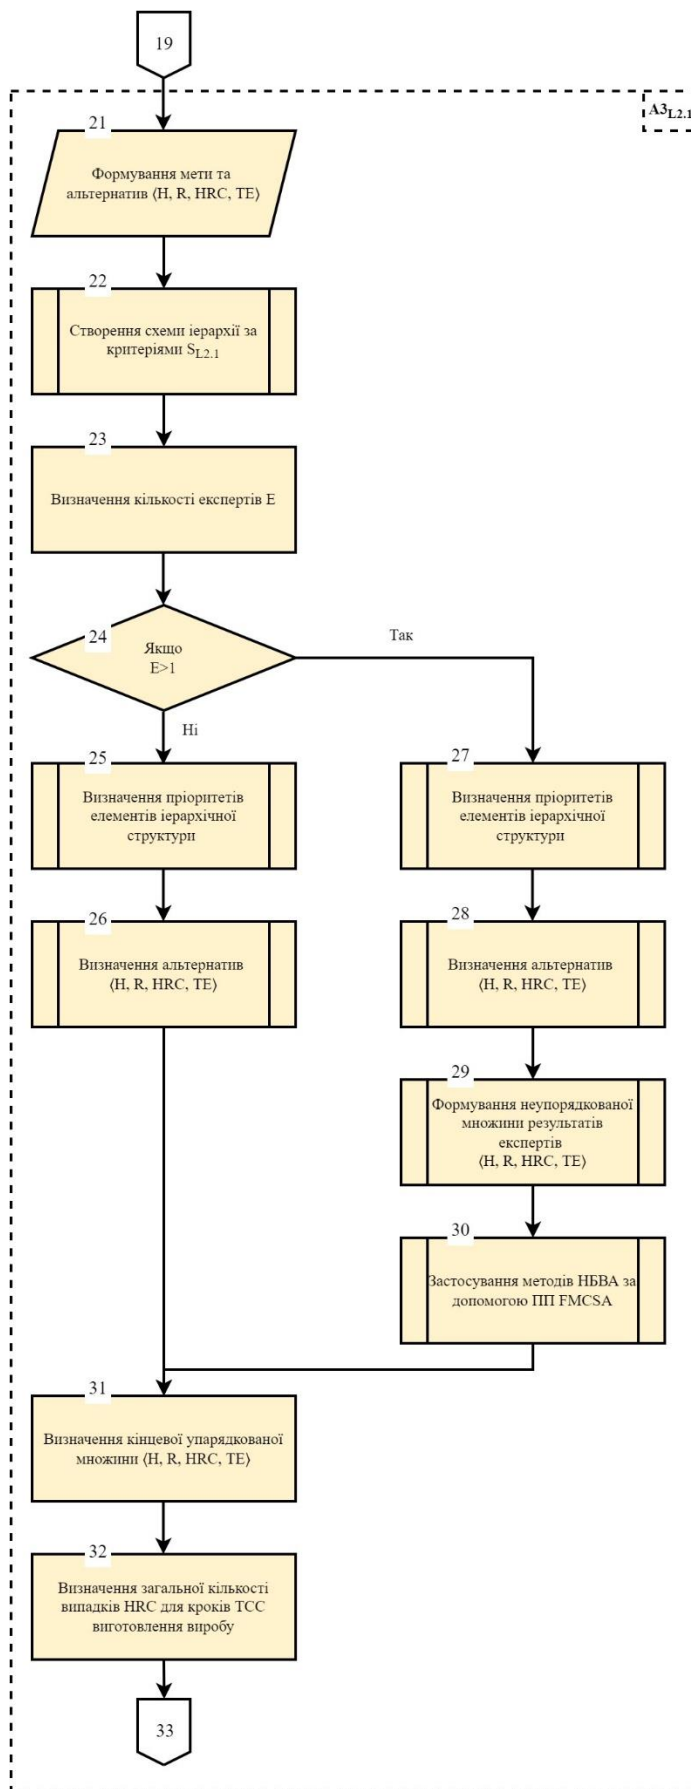 19
A3L2.1
21
Формування мети та
альтернатив ⟨H, R, HRC, TE⟩
22
Створення схеми ієрархії за
критеріями SL2.1
23
Визначення кількості експертів E
24
Якщо
E>1
Так
Ні
25
Визначення пріоритетів
елементів ієрархічної
структури
27
Визначення пріоритетів
елементів ієрархічної
структури
26
Визначення альтернатив
⟨H, R, HRC, TE⟩
28
Визначення альтернатив
⟨H, R, HRC, TE⟩
29
Формування неупорядкованої
множини результатів
експертів
⟨H, R, HRC, TE⟩
30
Застосування методів НБВА за
допомогою ПП FMCSA
31
Визначення кінцевої упарядкованої
множини ⟨H, R, HRC, TE⟩
32
Визначення загальної кількості
випадків HRC для кроків ТСС
виготовлення виробу
33